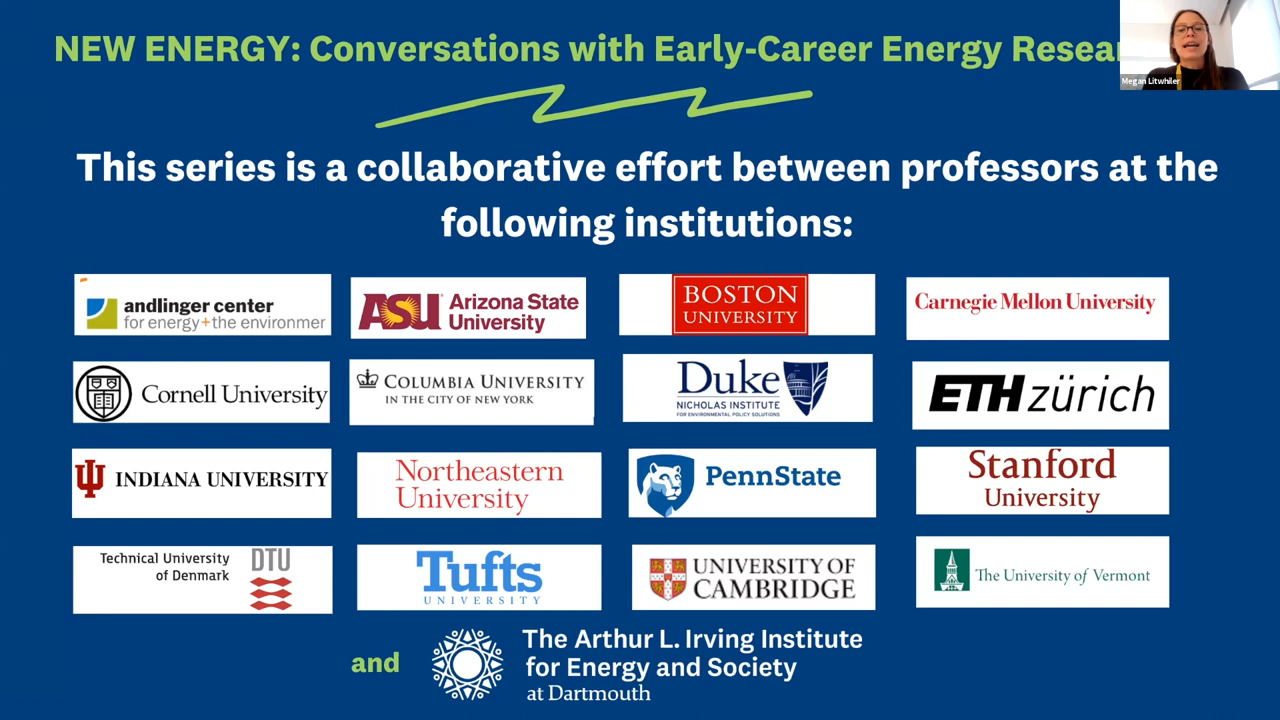 NEW ENERGY: Conversations with Early-Career Energy
Megan Litwhiler
This series is a collaborative effort between professors at the
following institutions:
andlinger center
for energy+the environmer
ASU Arizona State
University
BOSTON
UNIVERSITY
Carnegie Mellon University
Cornell University
COLUMBIA UNIVERSITY
IN THE CITY OF NEW YORK
Duke
NICHOLAS INSTITUTE
FOR ENVIRONMENTAL POLICY SOLUTIONS
ETH zürich
INDIANA UNIVERSITY
Northeastern
University
PennState
Stanford
University
Technical University
of Denmark
DTU
Tufts
UNIVERSITY
UNIVERSITY OF
CAMBRIDGE
The University of Vermont
and
The Arthur L. Irving Institute
for Energy and Society
at Dartmouth